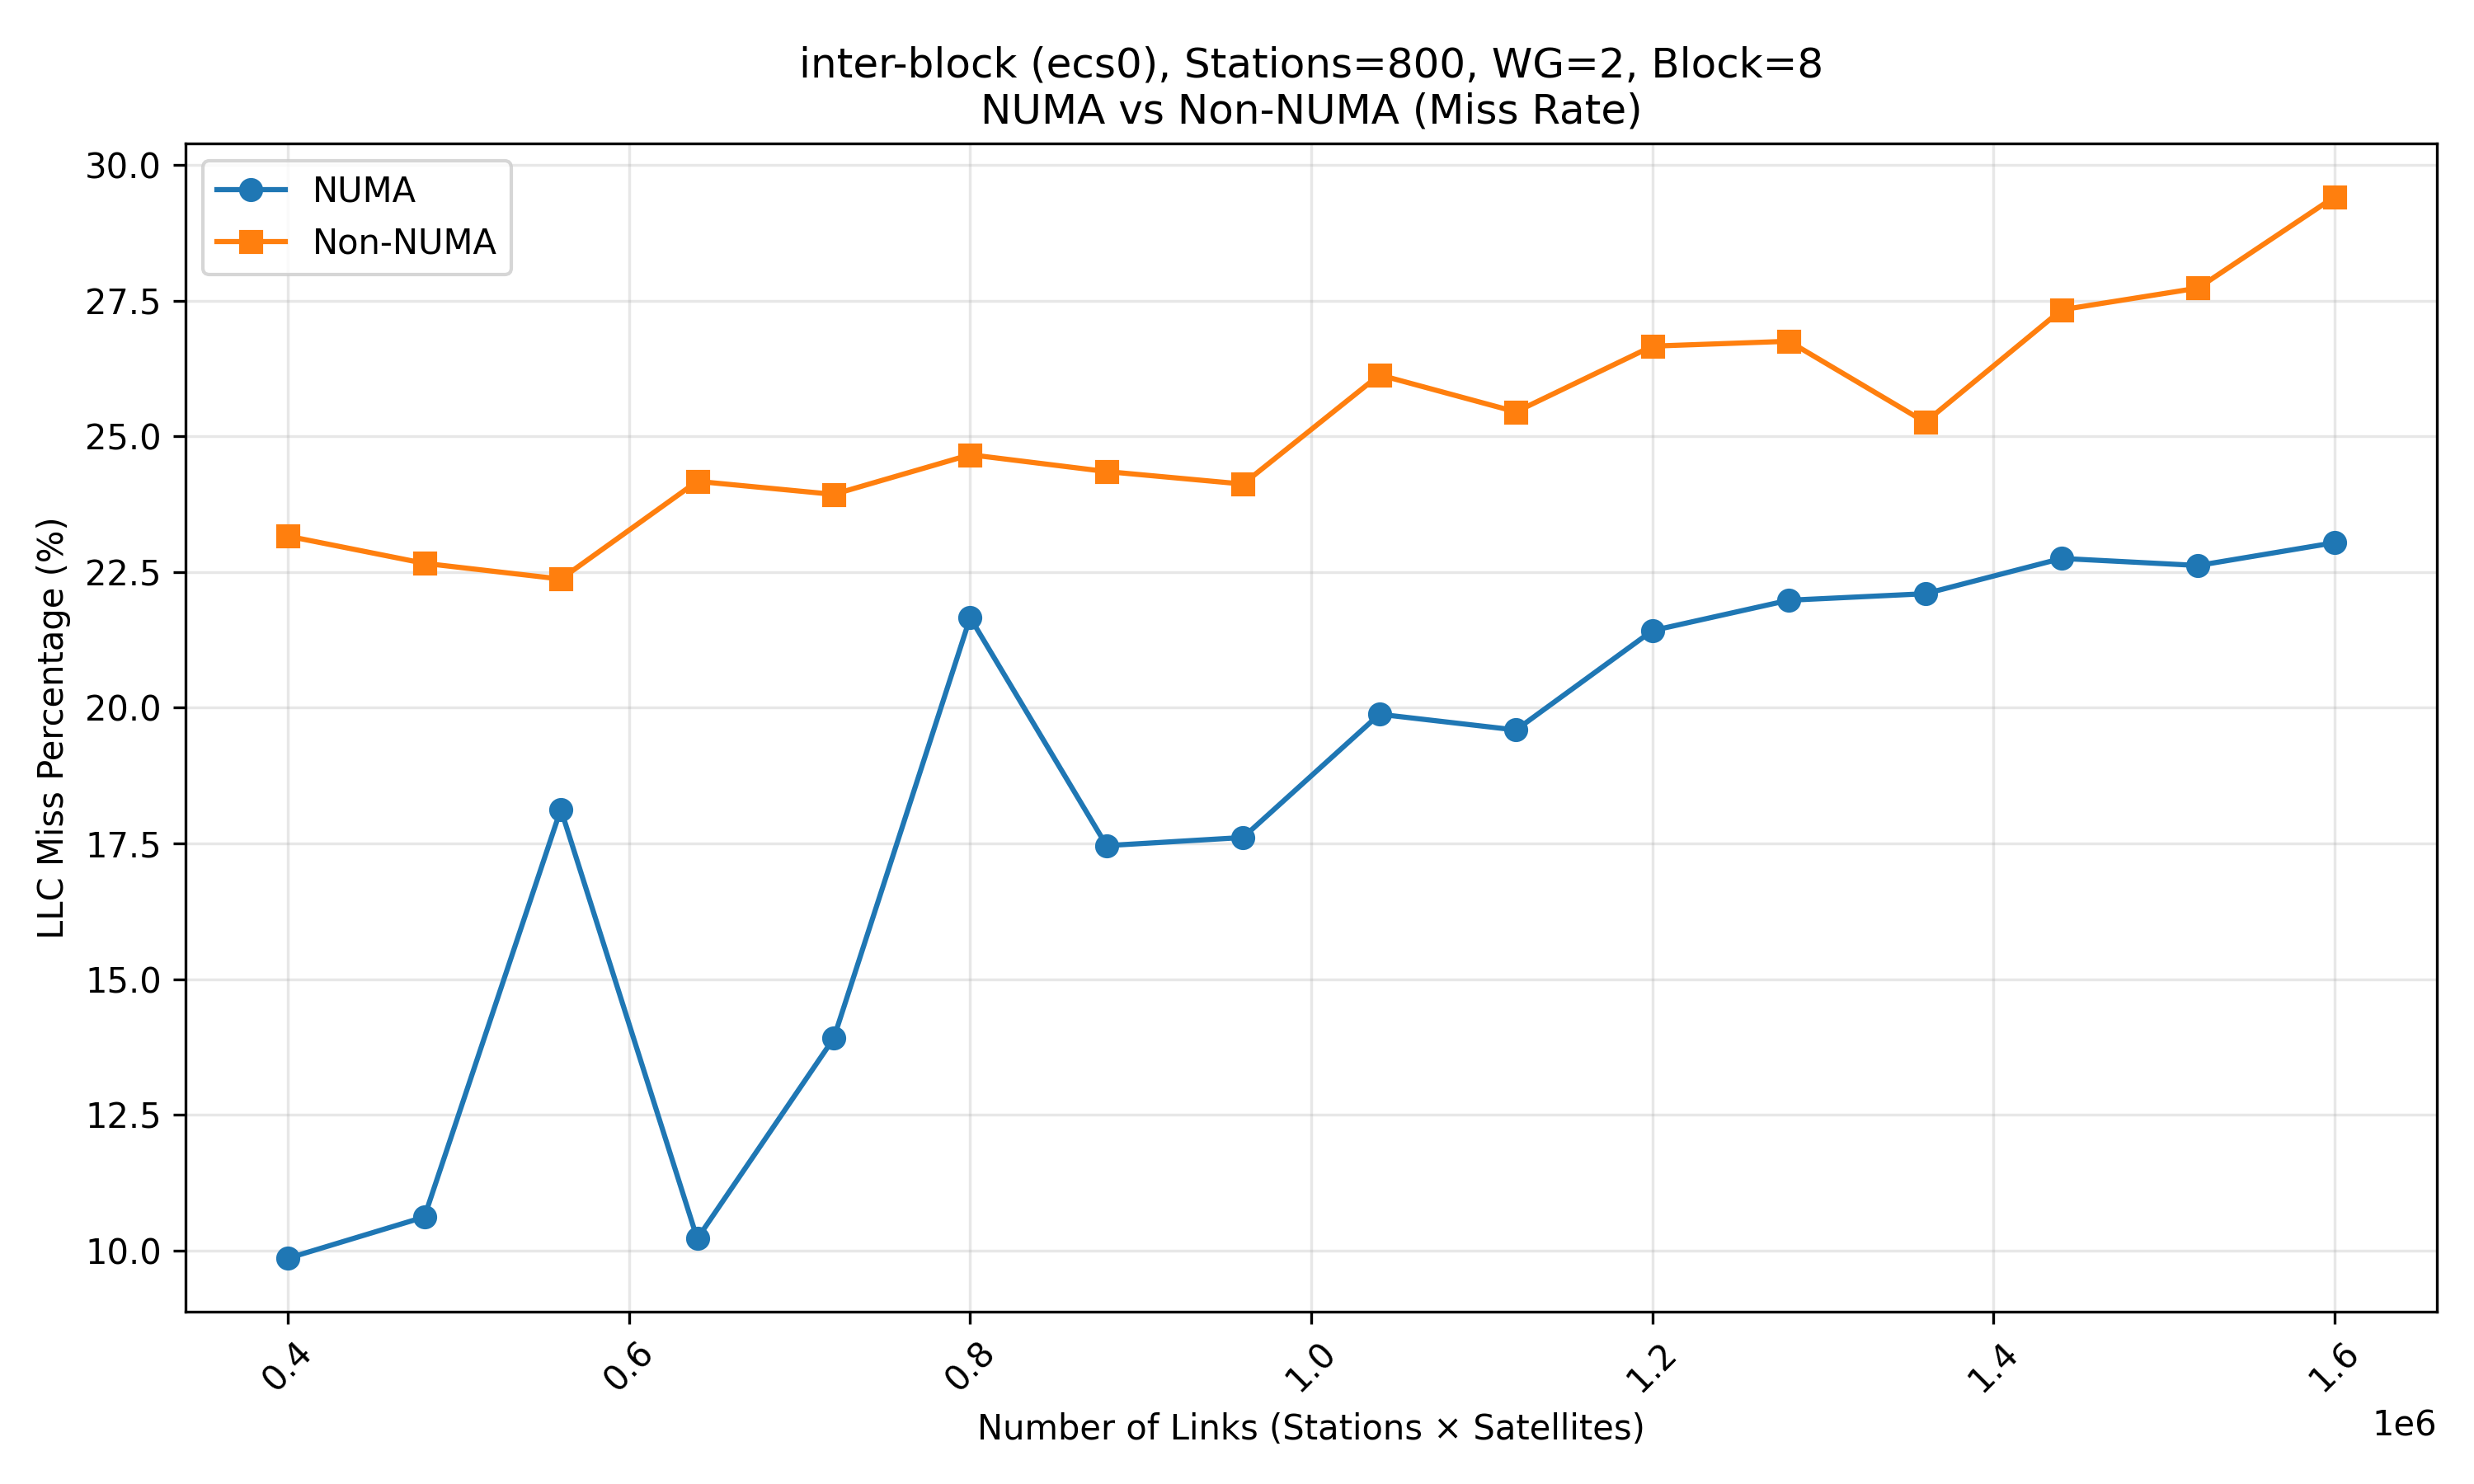 inter-block (ecs0), Stations=800, WG=2, Block=8
NUMA vs Non-NUMA (Miss Rate)
NUMA
Non-NUMA
LLC Miss Percentage (%)
30.0
27.5
25.0
22.5
20.0
17.5
15.0
12.5
10.0
0.4
0.6
0.8
1.0
1.2
1.4
1.6
1e6
Number of Links (Stations × Satellites)